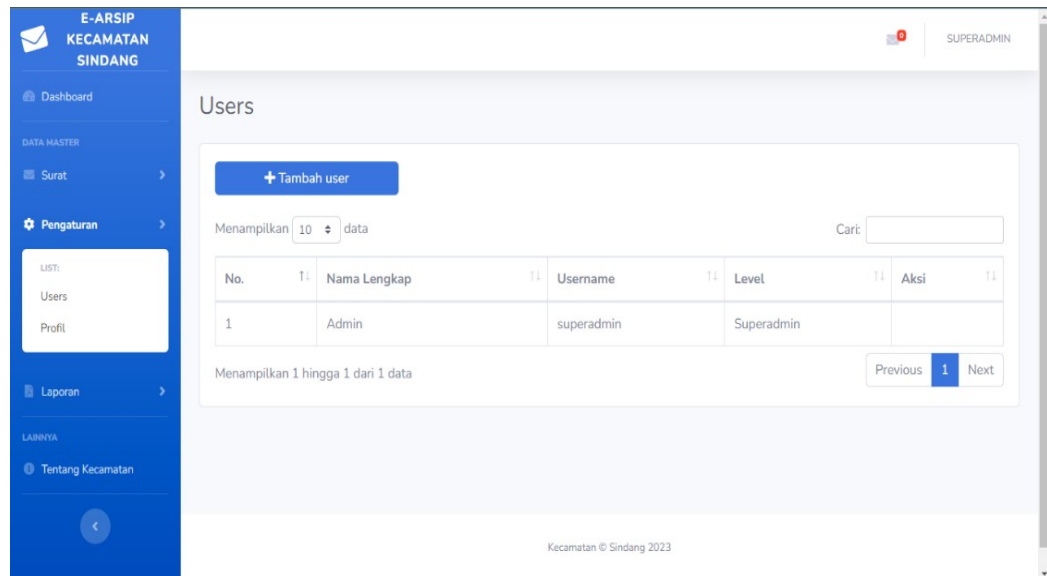 E-ARSIP
KECAMATAN
SINDANG
0
SUPERADMIN
Dashboard
DATA MASTER
Surat
Pengaturan
LIST:
Users
Profil
Laporan
LAINNYA
Tentang Kecamatan
Users
Tambah user
Menampilkan 10 data
Cari:
No. Nama Lengkap Username Level Aksi
1 Admin superadmin Superadmin
Menampilkan 1 hingga 1 dari 1 data
Previous 1 Next
Kecamatan © Sindang 2023